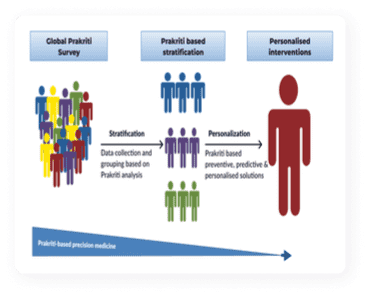 Global Prakriti
Survey
Prakriti based
stratification
Personalised
interventions
Stratification
Data collection and
grouping based on
Prakriti analysis
Personalization
Prakriti based
preventive, predictive &
personalised solutions
Prakriti-based precision medicine